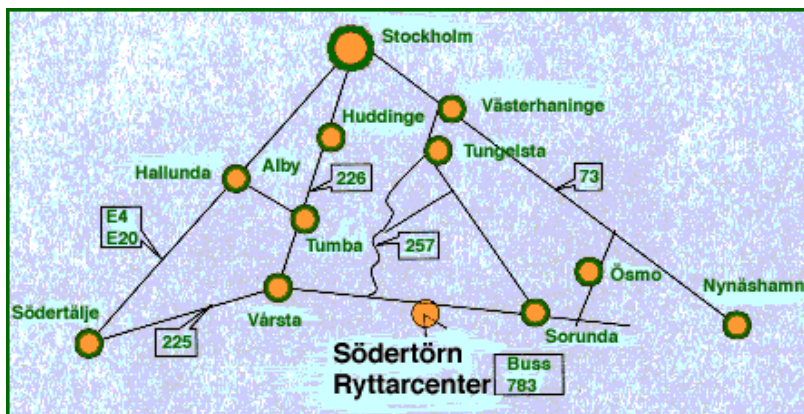 Stockholm
Västerhaninge
Huddinge
Tungelsta
Alby
Hallunda
226
73
E4
E20
Tumba
257
Ösmo
Nynäshamn
Södertälje
Vårsta
225
Sorunda
Södertörn
Ryttarcenter
Buss
783